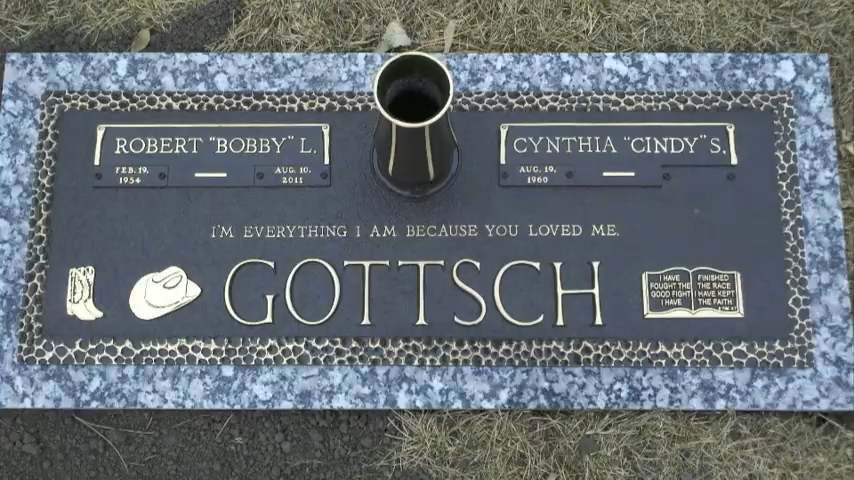 ROBERT "BOBBY" L.
FEB. 19,
1954
AUG. 10,
2011
CYNTHIA "CINDY" S.
AUG. 19,
1960
I'M EVERYTHING I AM BECAUSE YOU LOVED ME.
GOTTSCH
I HAVE
FOUGHT THE
GOOD FIGHT
I HAVE
FINISHED
THE RACE
I HAVE KEPT
THE FAITH